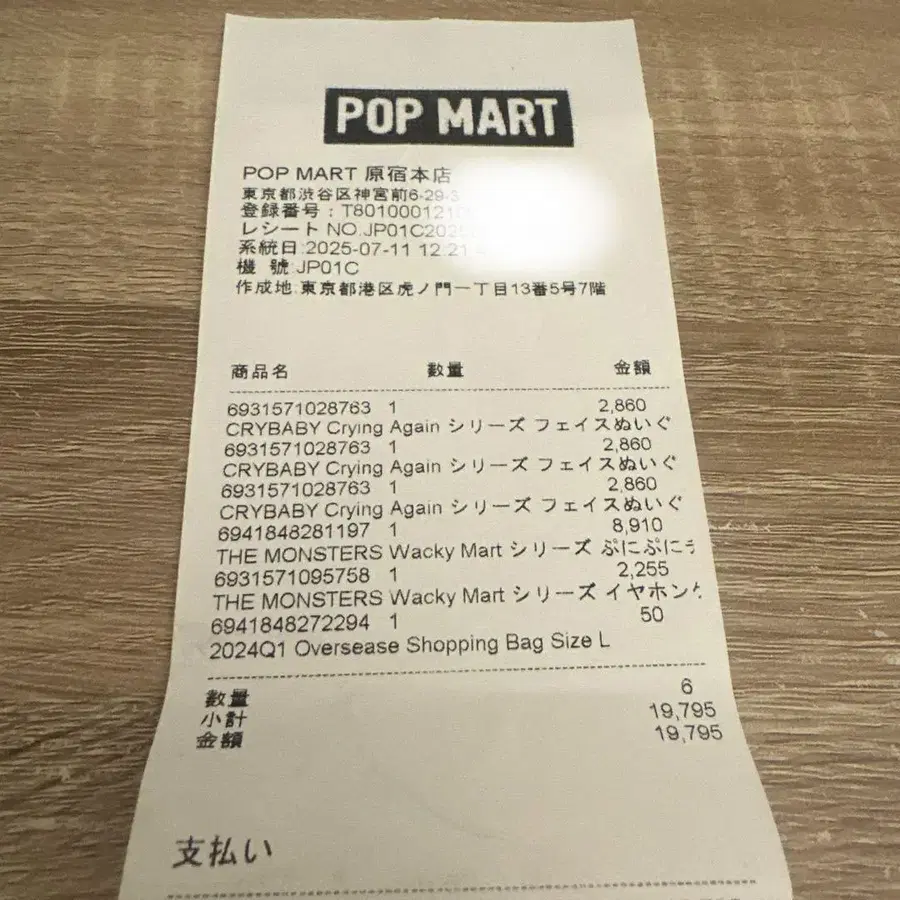 POP MART
POP MART 原宿本店
東京都渋谷区神宮前6-29-3
登録番号：T80100012
レシート NO.JP01C202
系統日:2025-07-11 12:21
機 號:JP01C
作成地:東京都港区虎ノ門一丁目13番5号7階
商品名 数量 金額
6931571028763 1 2,860
CRYBABY Crying Again シリーズ フェイスぬいぐ
6931571028763 1 2,860
CRYBABY Crying Again シリーズ フェイスぬいぐ
6931571028763 1 2,860
CRYBABY Crying Again シリーズ フェイスぬいぐ
6941848281197 1 8,910
THE MONSTERS Wacky Mart シリーズ ぷにぷに
6931571095758 1 2,255
THE MONSTERS Wacky Mart シリーズ イヤホン
6941848272294 1 50
2024Q1 Oversease Shopping Bag Size L
数量 6
小計 19,795
金額 19,795
支払い